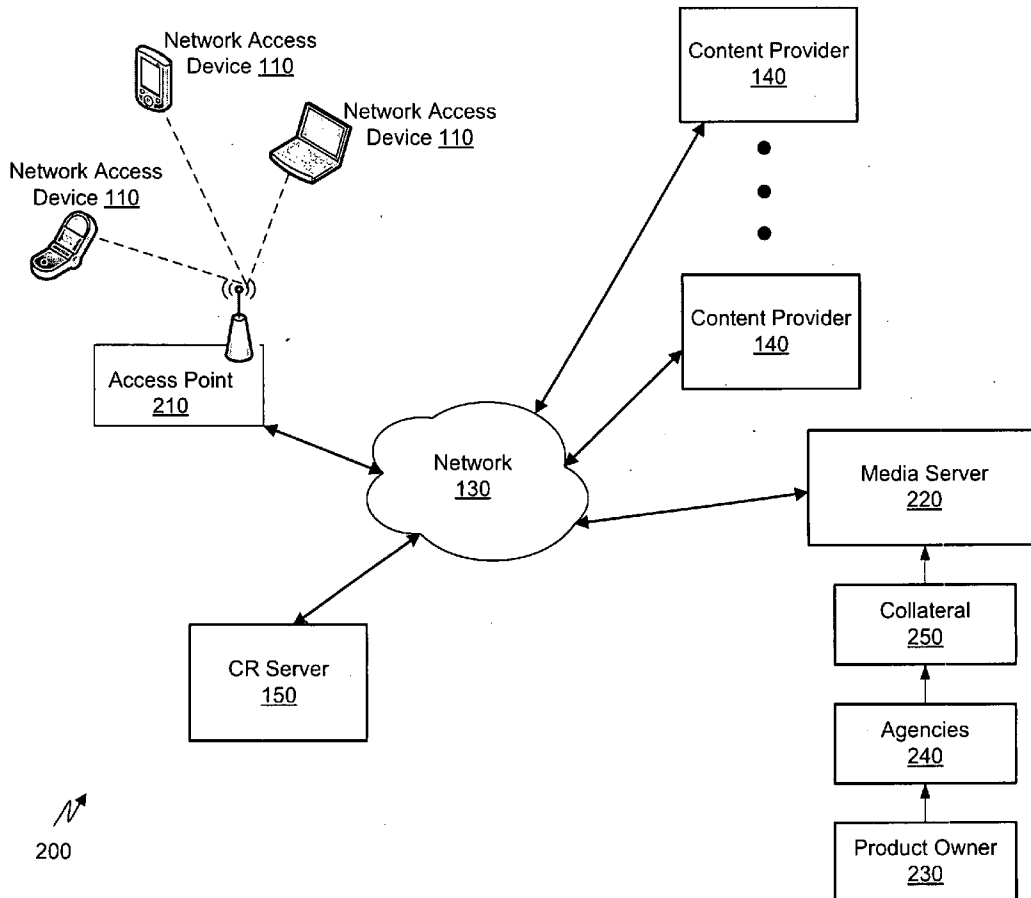 Network Access
Device 110
Network Access
Device 110
Network Access
Device 110
Content Provider
140
Content Provider
140
Access Point
210
Network
130
Media Server
220
Collateral
250
CR Server
150
Agencies
240
Product Owner
230
200